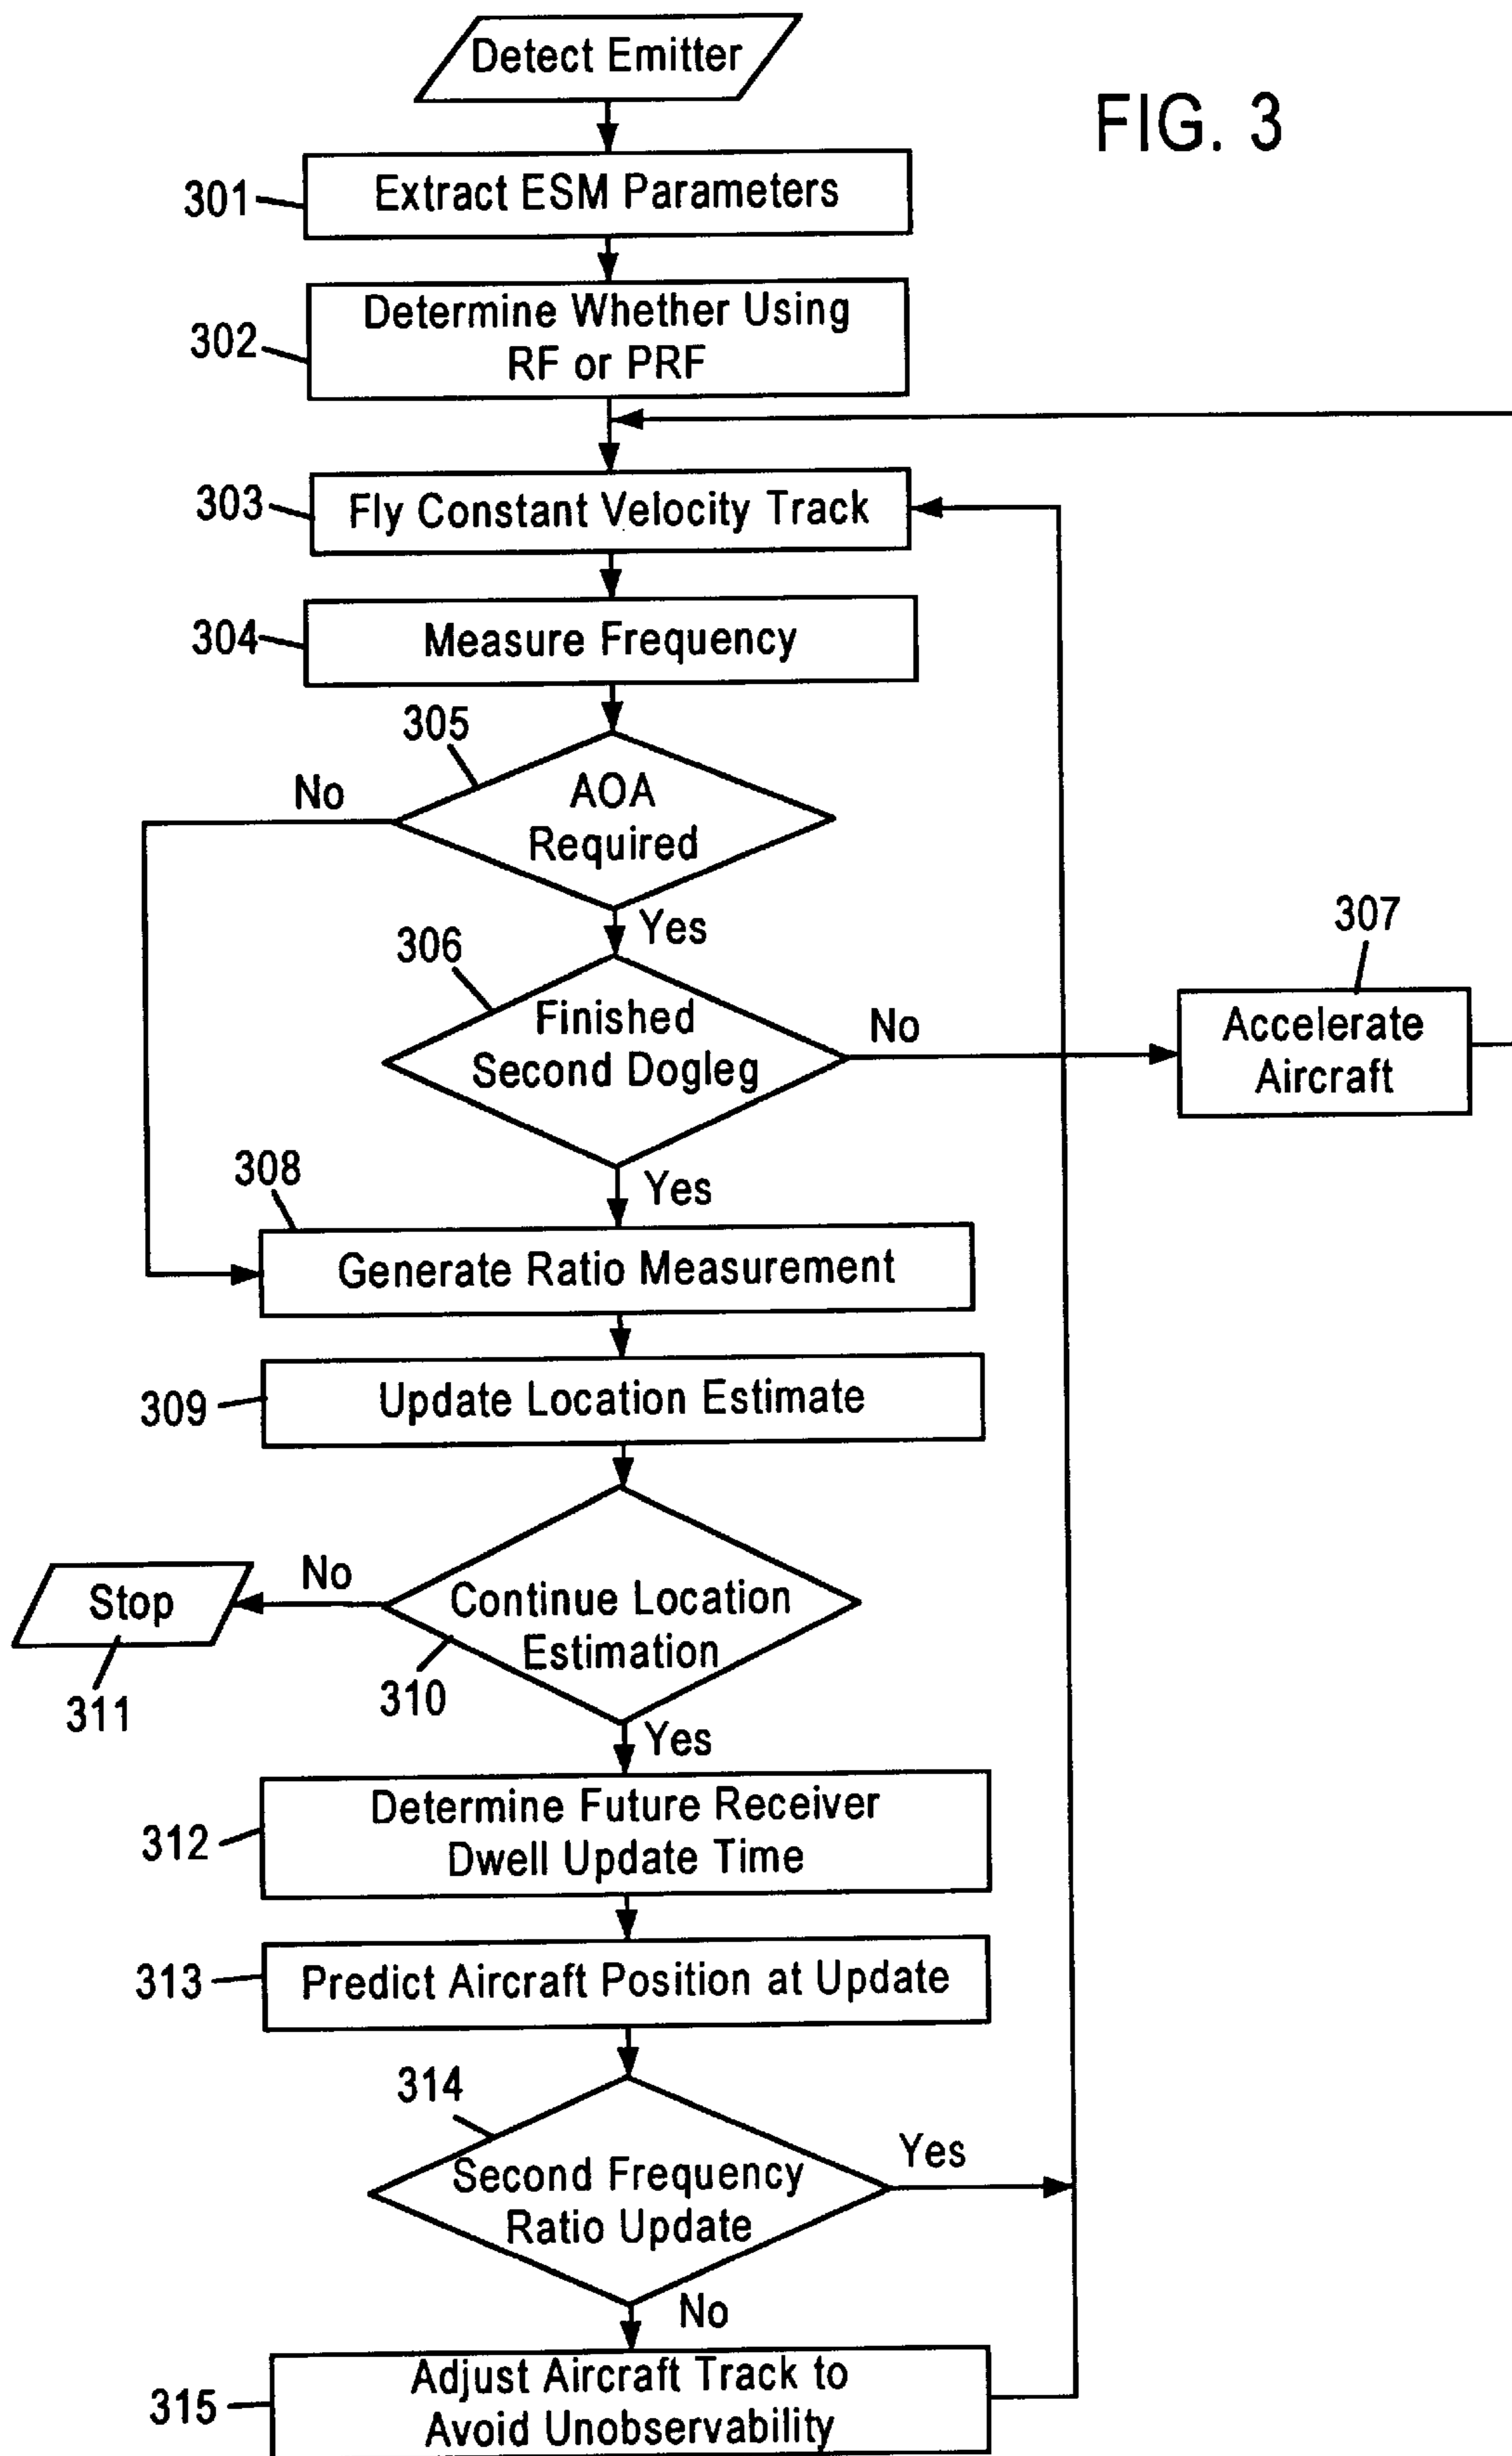 Detect Emitter
FIG. 3
301
Extract ESM Parameters
302
Determine Whether Using
RF or PRF
303
Fly Constant Velocity Track
304
Measure Frequency
305
No
AOA
Required
Yes
306
Finished
Second Dogleg
No
307
Accelerate
Aircraft
Yes
308
Generate Ratio Measurement
309
Update Location Estimate
No
Stop
311
Continue Location
Estimation
310
Yes
312
Determine Future Receiver
Dwell Update Time
313
Predict Aircraft Position at Update
314
Second Frequency
Ratio Update
Yes
No
315
Adjust Aircraft Track to
Avoid Unobservability